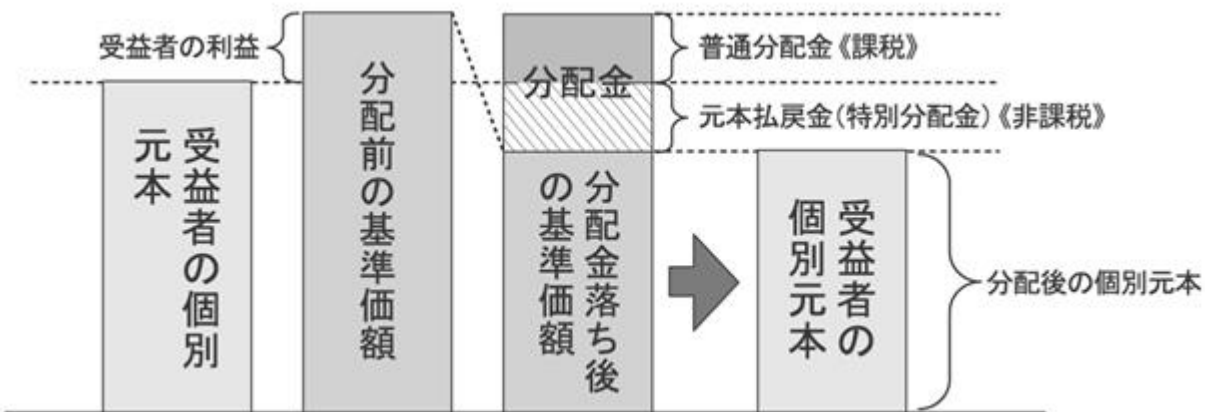 受益者の利益
普通分配金《課税》
分配金
元本払戻金（特別分配金）《非課税》
受益者の個別
元本
分配前の基準価額
分配金落ち後
の基準価額
受益者の
個別元本
分配後の個別元本